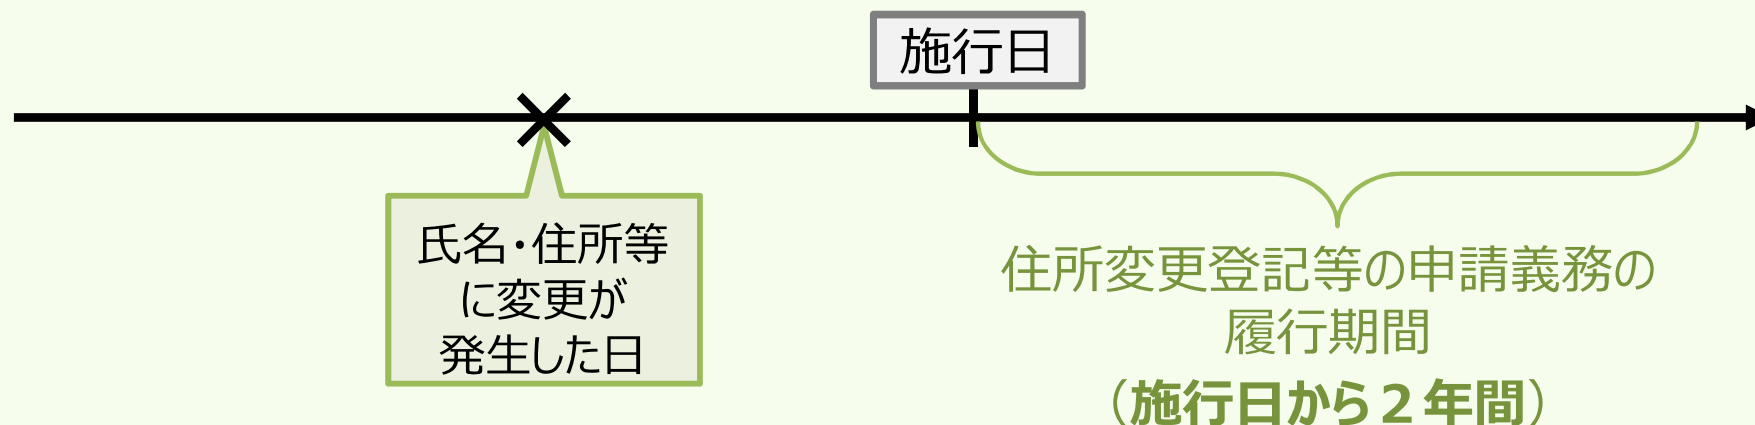 施行日
氏名・住所等
に変更が
発生した日
住所変更登記等の申請義務の
履行期間
（施行日から２年間）